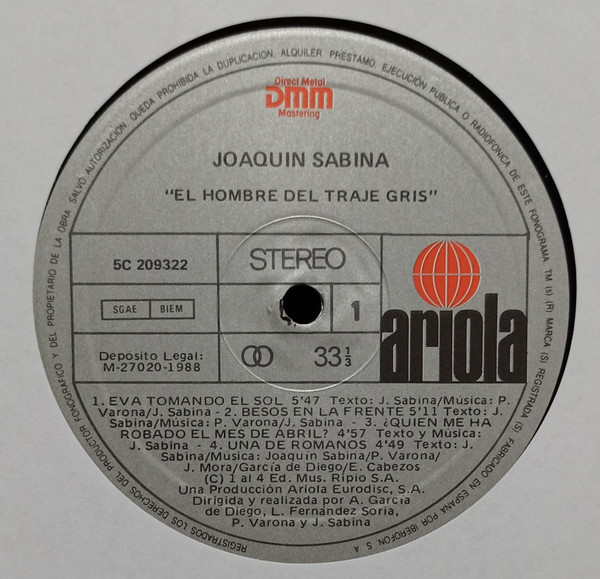 REGISTRADOS LOS DERECHOS DEL PRODUCTOR FONOGRAFICO Y DEL PROPIETARIO DE LA OBRA SALVO AUTORIZACION QUEDA PROHIBIDA LA DUPLICACION, ALQUILER, PRESTAMO, EJECUCION PUBLICA O RADIOFONICA DE ESTE FONOGRAMA. TM (s) (R) MARCA (S) REGISTRADA (S) FABRICADO EN ESPAÑA POR IBEROFON S A
Direct Metal
DMM
Mastering
JOAQUIN SABINA
"EL HOMBRE DEL TRAJE GRIS"
5C 209322
STEREO
SGAE BIEM
1
ariola
Depósito Legal:
M-27020-1988
33 1/3
1. EVA TOMANDO EL SOL 5'47 Texto: J. Sabina/Música: P.
Varona/J. Sabina - 2. BESOS EN LA FRENTE 5'11 Texto: J.
Sabina/Música: P. Varona/J. Sabina - 3. ¿QUIEN ME HA
ROBADO EL MES DE ABRIL? 4'57 Texto y Música:
J. Sabina - 4. UNA DE ROMANOS 4'49 Texto: J.
Sabina/Música: Joaquín Sabina/P. Varona/
J. Mora/García de Diego/E. Cabezos
(C) 1 al 4 Ed. Mus. Ripio S.A.
Una Producción Ariola Eurodisc, S.A.
Dirigida y realizada por A. García
de Diego, L. Fernández Soria,
P. Varona y J. Sabina